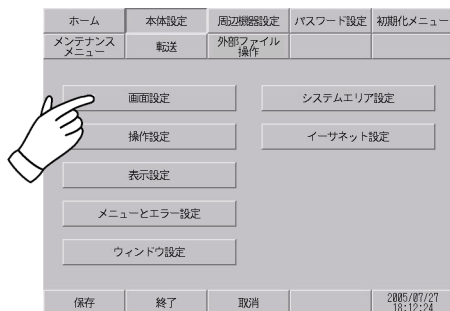 ホーム 本体設定 周辺機器設定 パスワード設定 初期化メニュー
メンテナンス
メニュー 転送 外部ファイル
操作
画面設定 システムエリア設定
操作設定 イーサネット設定
表示設定
メニューとエラー設定
ウィンドウ設定
保存 終了 取消 2005/07/27
18:12:24